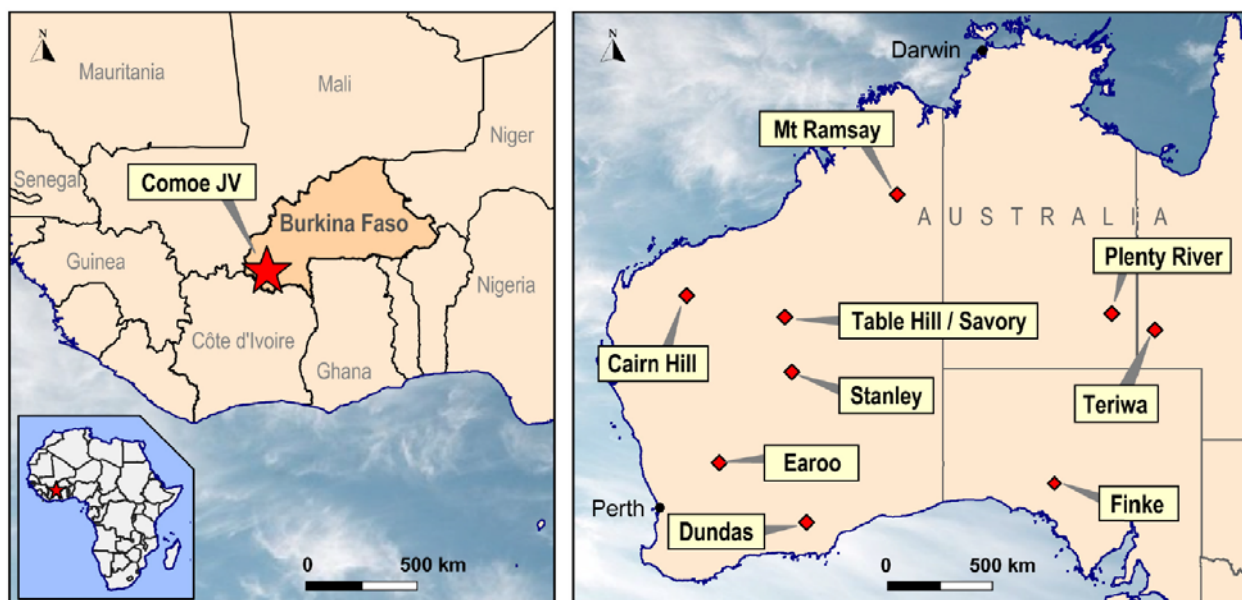 N
Mauritania
Mali
Niger
Senegal
Comoe JV
Burkina Faso
Guinea
Nigeria
Côte d'Ivoire
Ghana
0 500 km
N
Darwin
Mt Ramsay
AUSTRALIA
Plenty River
Table Hill / Savory
Cairn Hill
Stanley
Teriwa
Earoo
Perth
Finke
Dundas
0 500 km